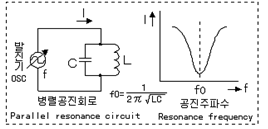 I
I
발진기
OSC
f
C
L
f0
f
병렬공진회로
f0= 1 / 2π√LC
공진주파수
Parallel resonance circuit
Resonance frequency